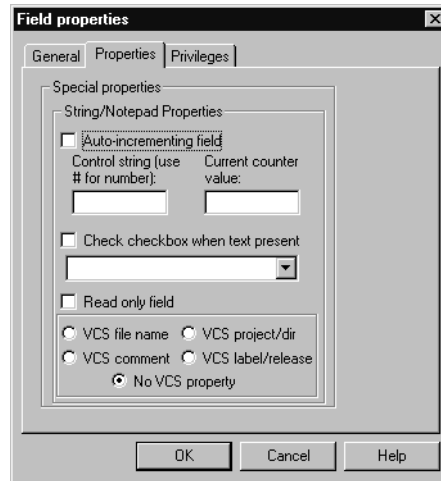 Field properties
General Properties Privileges
Special properties
String/Notepad Properties
Auto-incrementing field
Control string (use Current counter
# for number): value:
Check checkbox when text present
Read only field
VCS file name VCS project/dir
VCS comment VCS label/release
No VCS property
OK Cancel Help